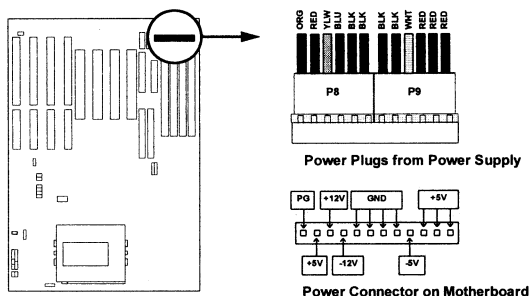 ORG RED YLW BLU BLK BLK BLK BLK WHT RED RED RED
P8 P9
Power Plugs from Power Supply
PG +12V GND +5V
+5V -12V -5V
Power Connector on Motherboard